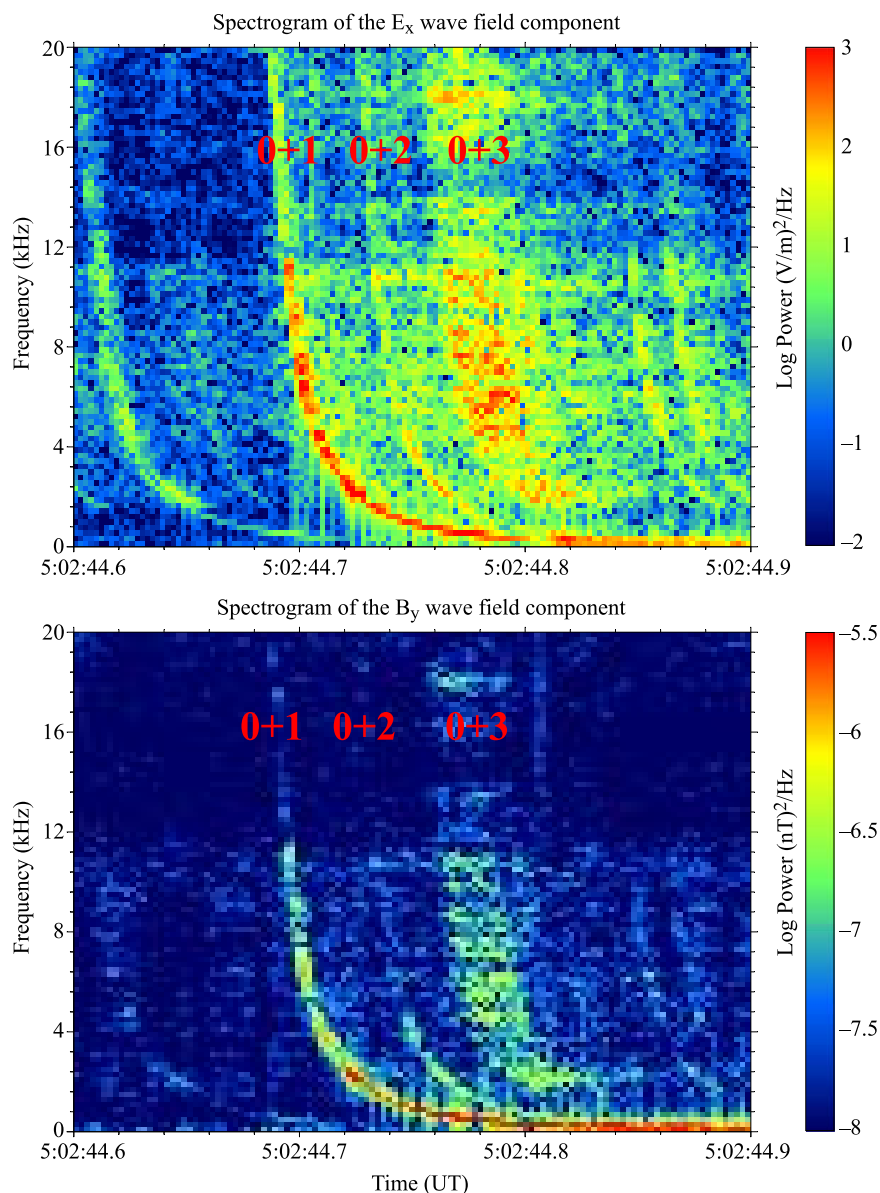 Spectrogram of the Eₓ wave field component
20
16
12
8
4
0
Frequency (kHz)
0+1 0+2 0+3
5:02:44.6 5:02:44.7 5:02:44.8 5:02:44.9
3
2
1
0
–1
–2
Log Power (V/m)²/Hz
Spectrogram of the B_y wave field component
20
16
12
8
4
0
Frequency (kHz)
0+1 0+2 0+3
5:02:44.6 5:02:44.7 5:02:44.8 5:02:44.9
Time (UT)
–5.5
–6
–6.5
–7
–7.5
–8
Log Power (nT)²/Hz